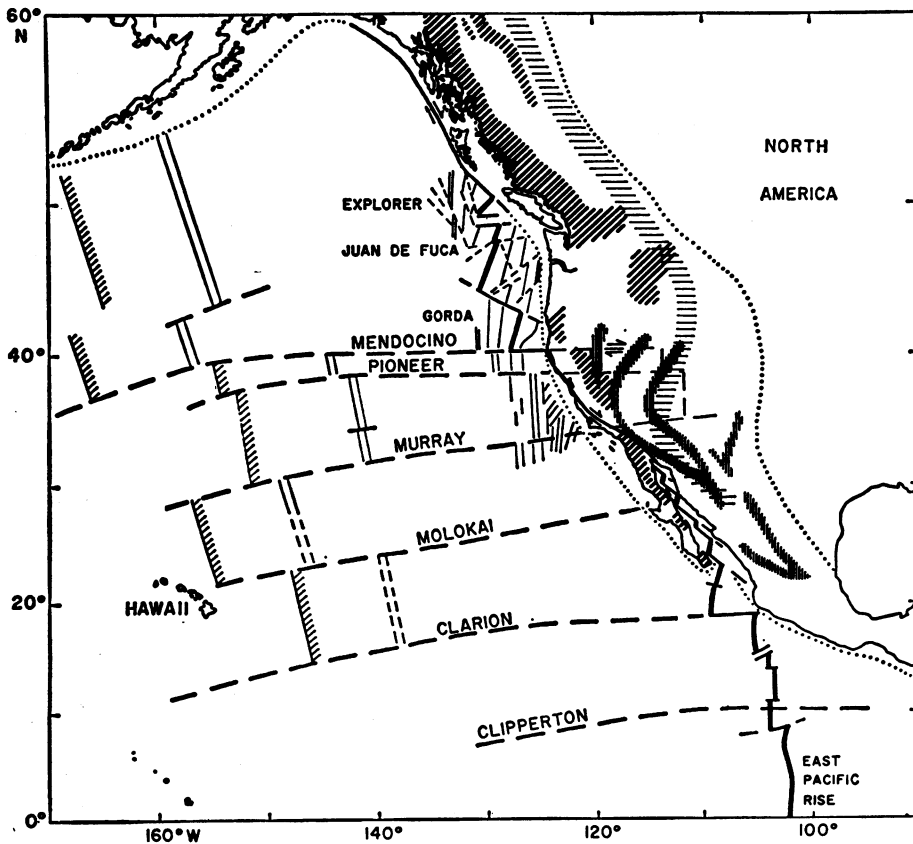 60°
N
NORTH
AMERICA
EXPLORER
JUAN DE FUCA
GORDA
MENDOCINO
40°
PIONEER
MURRAY
MOLOKAI
HAWAII
20°
CLARION
CLIPPERTON
EAST
PACIFIC
RISE
0°
160°W
140°
120°
100°